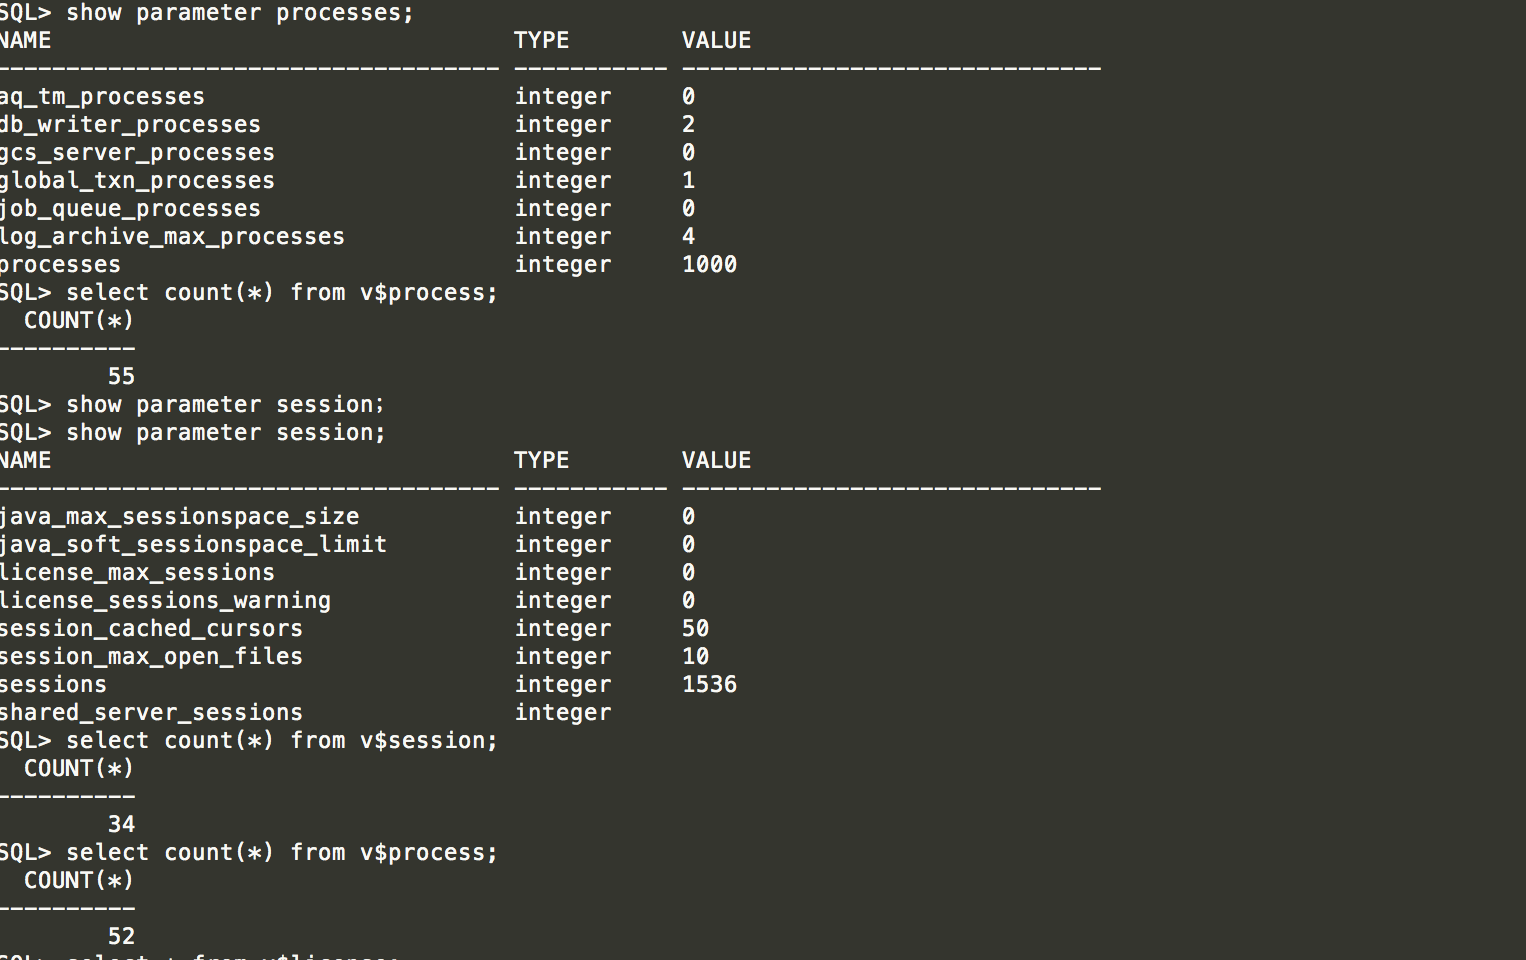 SQL> show parameter processes;
NAME TYPE VALUE
------------------------------------ ----------- ------------------------------
aq_tm_processes integer 0
db_writer_processes integer 2
gcs_server_processes integer 0
global_txn_processes integer 1
job_queue_processes integer 0
log_archive_max_processes integer 4
processes integer 1000
SQL> select count(*) from v$process;
COUNT(*)
----------
55
SQL> show parameter session；
SQL> show parameter session;
NAME TYPE VALUE
------------------------------------ ----------- ------------------------------
java_max_sessionspace_size integer 0
java_soft_sessionspace_limit integer 0
license_max_sessions integer 0
license_sessions_warning integer 0
session_cached_cursors integer 50
session_max_open_files integer 10
sessions integer 1536
shared_server_sessions integer
SQL> select count(*) from v$session;
COUNT(*)
----------
34
SQL> select count(*) from v$process;
COUNT(*)
----------
52
SQL> select * from v$license;